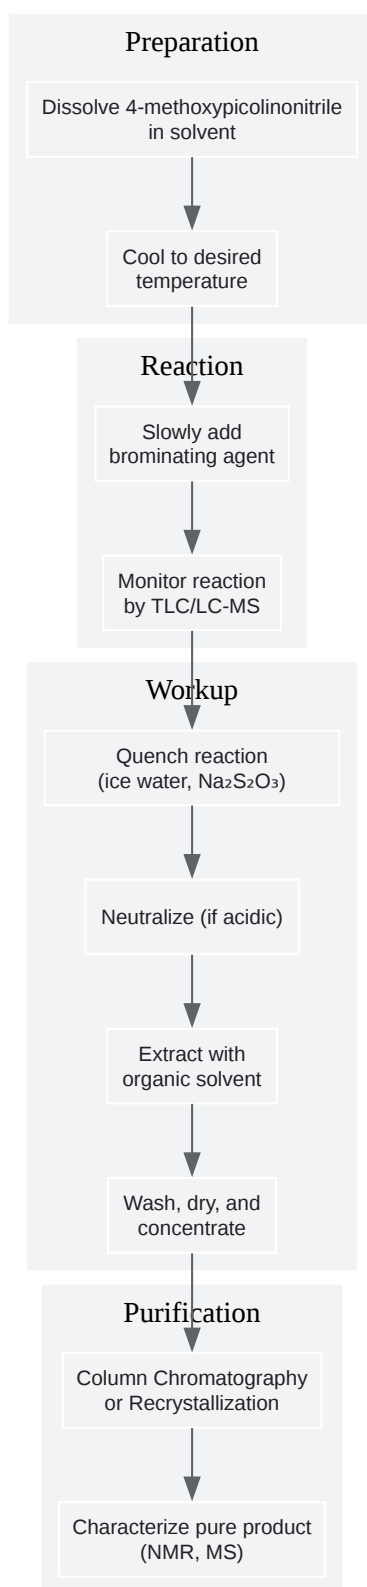 Preparation
Dissolve 4-methoxypicolinonitrile
in solvent
Cool to desired
temperature
Reaction
Slowly add
brominating agent
Monitor reaction
by TLC/LC-MS
Workup
Quench reaction
(ice water, Na₂S₂O₃)
Neutralize (if acidic)
Extract with
organic solvent
Wash, dry, and
concentrate
Purification
Column Chromatography
or Recrystallization
Characterize pure product
(NMR, MS)